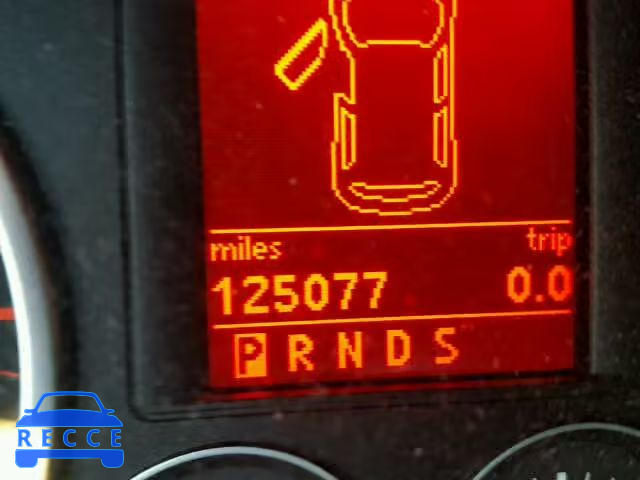 miles trip
125077 0.0
P R N D S
RECCE